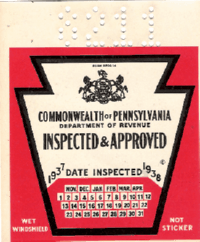 COMMONWEALTH OF PENNSYLVANIA
DEPARTMENT OF REVENUE
INSPECTED & APPROVED
1937 DATE INSPECTED 1938
NOV. DEC. JAN. FEB. MAR. APR.
1 2 3 4 5 6 7 8 9 10 11 12
13 14 15 16 17 18 19 20 21 22
23 24 25 26 27 28 29 30 31
WET
WINDSHIELD
NOT
STICKER